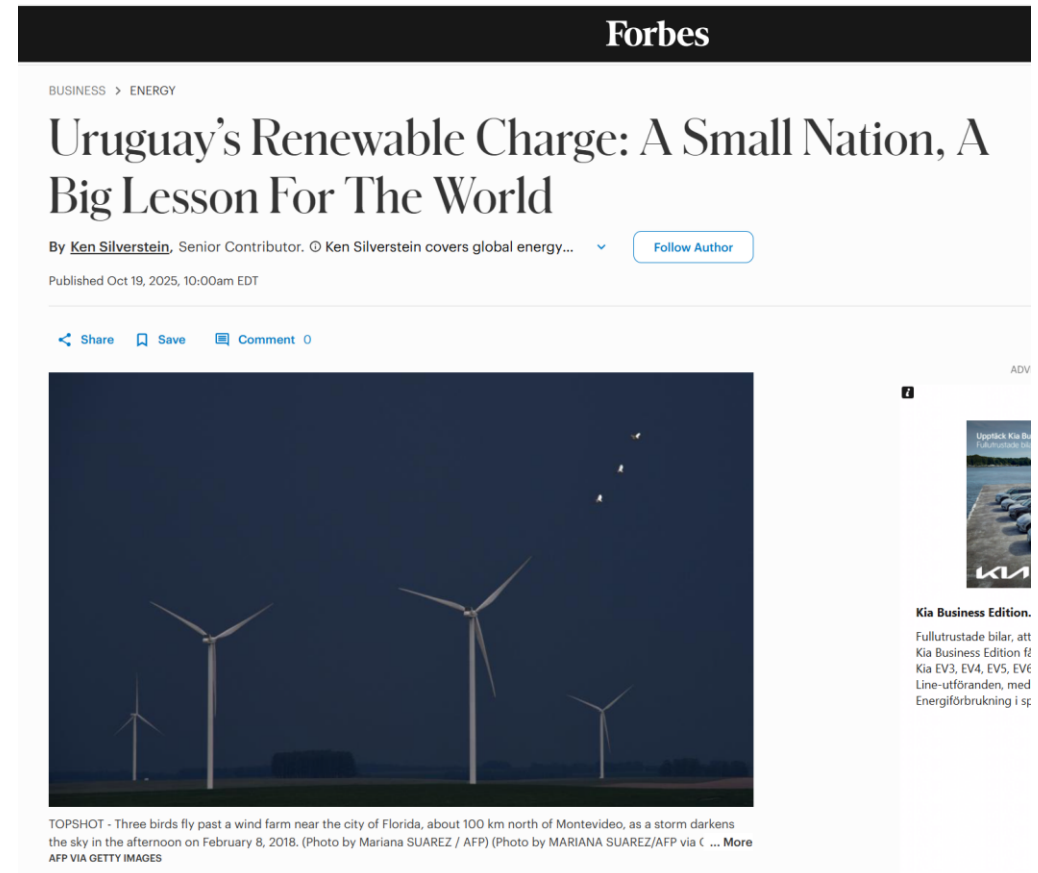 Forbes
BUSINESS > ENERGY
Uruguay's Renewable Charge: A Small Nation, A
Big Lesson For The World
By Ken Silverstein, Senior Contributor. ⓘ Ken Silverstein covers global energy...
Follow Author
Published Oct 19, 2025, 10:00am EDT
Share Save Comment 0
ADV
Upptäck Kia Bu
Fullutrustade bila
KIA
Kia Business Edition.
Fullutrustade bilar, att
Kia Business Edition få
Kia EV3, EV4, EV5, EV6
Line-utföranden, med
Energiförbrukning i sp
TOPSHOT - Three birds fly past a wind farm near the city of Florida, about 100 km north of Montevideo, as a storm darkens
the sky in the afternoon on February 8, 2018. (Photo by Mariana SUAREZ / AFP) (Photo by MARIANA SUAREZ/AFP via ... More
AFP VIA GETTY IMAGES